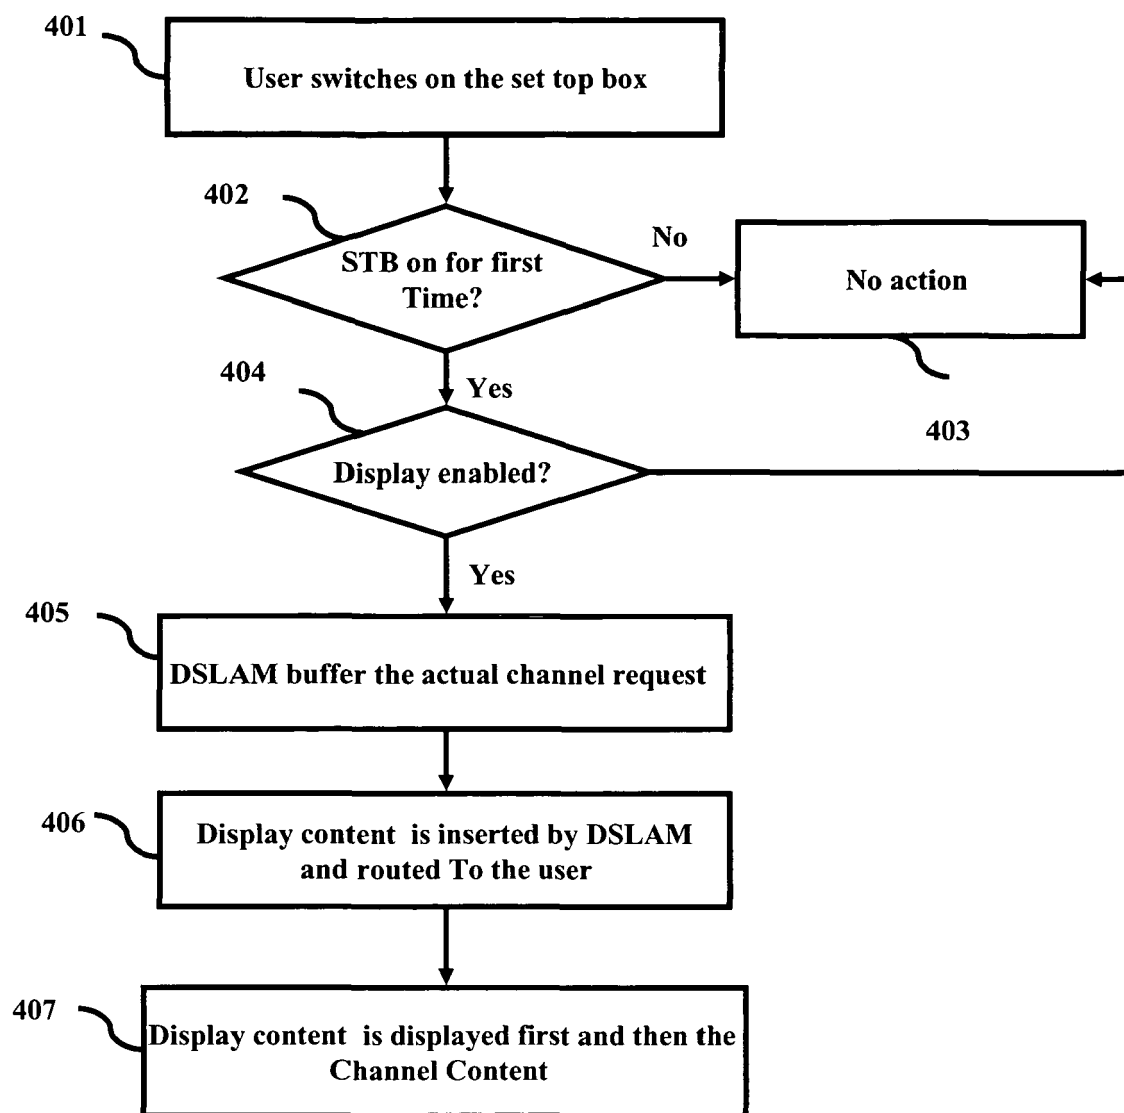 401
User switches on the set top box
402
STB on for first
Time?
No
No action
403
Yes
404
Display enabled?
Yes
405
DSLAM buffer the actual channel request
406
Display content is inserted by DSLAM
and routed To the user
407
Display content is displayed first and then the
Channel Content